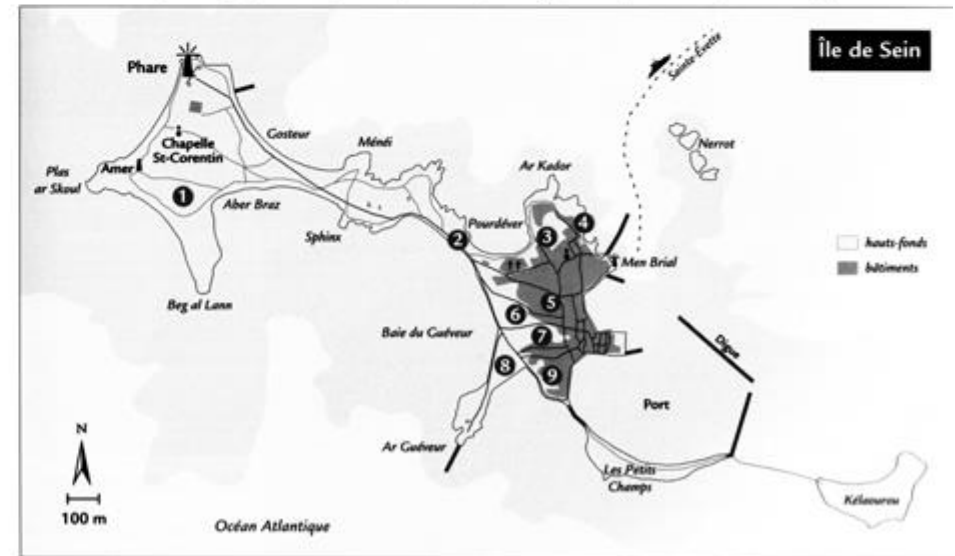 Île de Sein
Phare
Sainte-Evette
Gosteur
Ménéi
Nerrot
Chapelle
St-Corentin
Ar Kador
Plas
ar Skoul
Amer
1
Aber Braz
Sphinx
2
Pourdéver
3
4
Men Brial
hauts-fonds
bâtiments
Beg al Lann
5
6
Baie du Guéveur
7
8
9
Digue
Port
Ar Guéveur
Les Petits
Champs
Kélaourou
N
100 m
Océan Atlantique